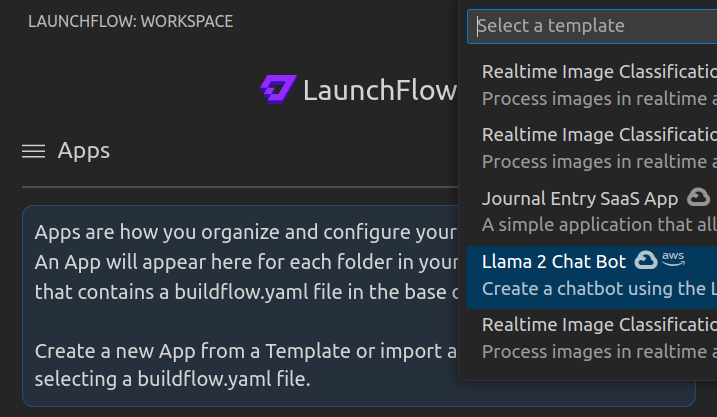 LAUNCHFLOW: WORKSPACE
LaunchFlow
Apps
Apps are how you organize and configure your
An App will appear here for each folder in your
that contains a buildflow.yaml file in the base
Create a new App from a Template or import a
selecting a buildflow.yaml file.
Select a template
Realtime Image
Process images in realtime
Realtime Image
Process images in realtime
Journal Entry SaaS App
A simple application that
Llama 2 Chat Bot aws
Create a chatbot using the
Realtime Image
Process images in realtime